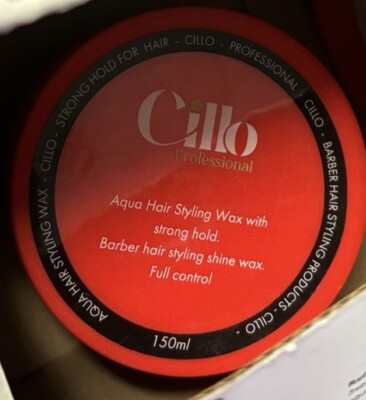 AQUA HAIR STYLING WAX - CILLO - STRONG HOLD FOR HAIR - CILLO - PROFESSIONAL - CILLO - BARBER HAIR STYLING PRODUCTS - CILLO -
Cillo
Professional
Aqua Hair Styling Wax with
strong hold.
Barber hair styling shine wax.
Full control
150ml